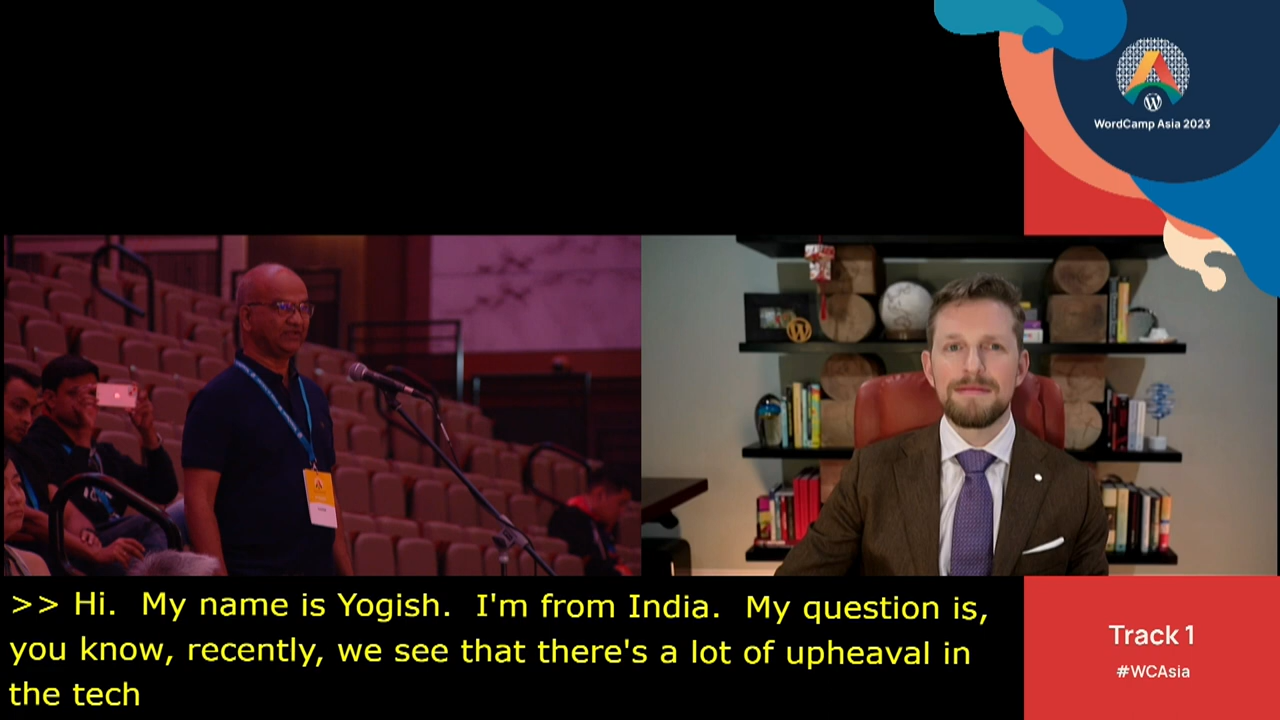 WordCamp Asia 2023
>> Hi.  My name is Yogish.  I'm from India.  My question is,
you know, recently, we see that there's a lot of upheaval in
the tech
Track 1
#WCAsia